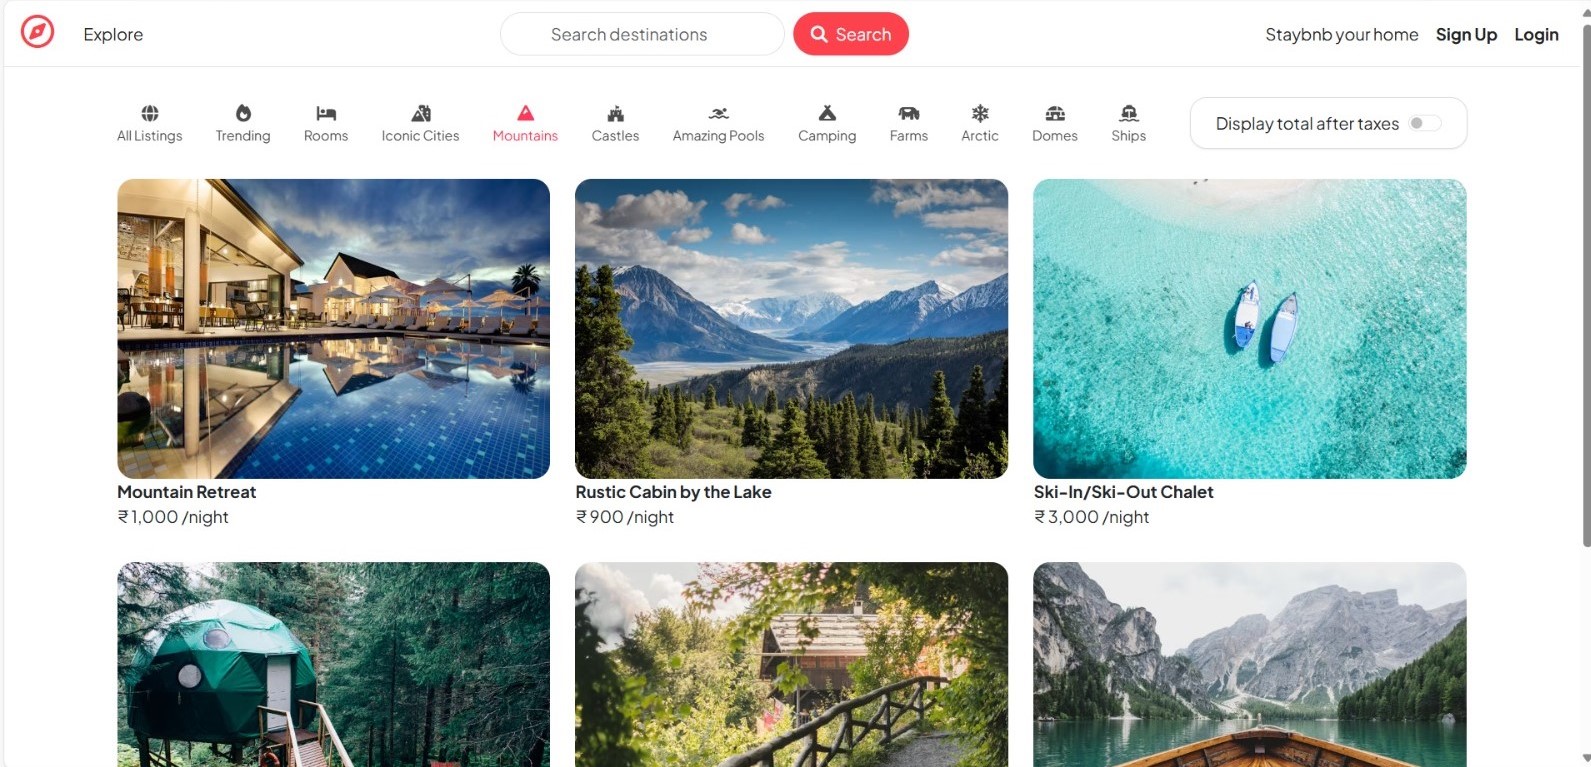 Explore
Search destinations
Search
Staybnb your home
Sign Up
Login
All Listings
Trending
Rooms
Iconic Cities
Mountains
Castles
Amazing Pools
Camping
Farms
Arctic
Domes
Ships
Display total after taxes
Mountain Retreat
₹ 1,000 /night
Rustic Cabin by the Lake
₹ 900 /night
Ski-In/Ski-Out Chalet
₹ 3,000 /night